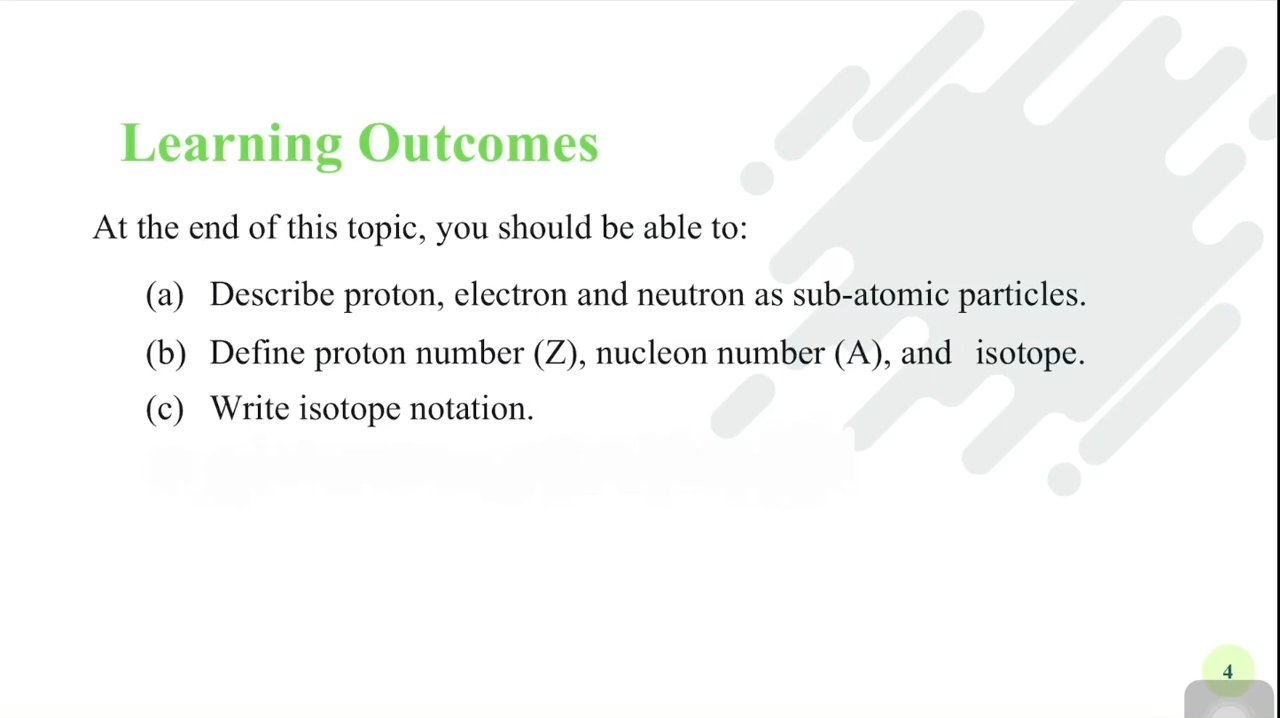 Learning Outcomes
At the end of this topic, you should be able to:
(a) Describe proton, electron and neutron as sub-atomic particles.
(b) Define proton number (Z), nucleon number (A), and isotope.
(c) Write isotope notation.
4